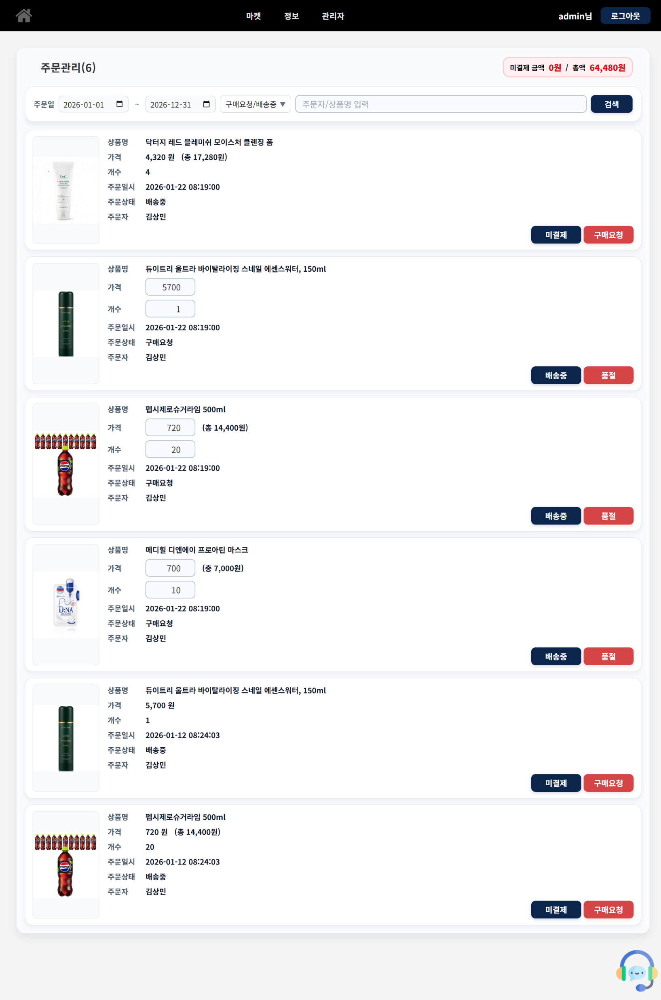 마켓 정보 관리자 admin님 로그아웃
주문관리(6) 미결제 금액 0원 / 총액 64,480원
주문일 2026-01-01 ~ 2026-12-31 구매요청/배송중 ▼ 주문자/상품명 입력 검색
상품명 닥터지 레드 블레미쉬 모이스처 클렌징 폼
가격 4,320 원 (총 17,280원)
개수 4
주문일시 2026-01-22 08:19:00
주문상태 배송중
주문자 김상민
Dr.G
미결제 구매요청
상품명 듀이트리 울트라 바이탈라이징 스네일 에센스워터, 150ml
가격 5700
개수 1
주문일시 2026-01-22 08:19:00
주문상태 구매요청
주문자 김상민
배송중 품절
상품명 펩시제로슈거라임 500ml
가격 720 (총 14,400원)
개수 20
주문일시 2026-01-22 08:19:00
주문상태 구매요청
주문자 김상민
PEPSI
배송중 품절
상품명 메디힐 디엔에이 프로아틴 마스크
가격 700 (총 7,000원)
개수 10
주문일시 2026-01-22 08:19:00
주문상태 구매요청
주문자 김상민
D:NA
AQUARING
배송중 품절
상품명 듀이트리 울트라 바이탈라이징 스네일 에센스워터, 150ml
가격 5,700 원
개수 1
주문일시 2026-01-12 08:24:03
주문상태 배송중
주문자 김상민
미결제 구매요청
상품명 펩시제로슈거라임 500ml
가격 720 원 (총 14,400원)
개수 20
주문일시 2026-01-12 08:24:03
주문상태 배송중
주문자 김상민
PEPSI
미결제 구매요청